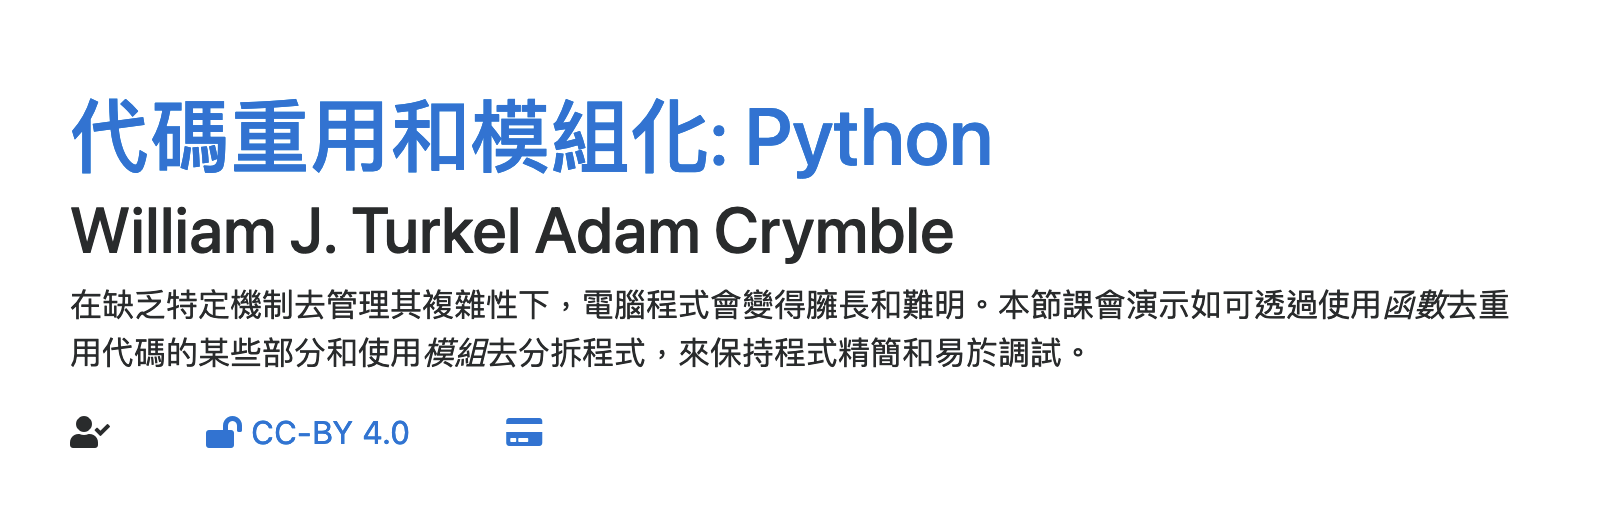 代碼重用和模組化: Python
William J. Turkel Adam Crymble
在缺乏特定機制去管理其複雜性下，電腦程式會變得臃長和難明。本節課會演示如可透過使用函數去重
用代碼的某些部分和使用模組去分拆程式，來保持程式精簡和易於調試。
CC-BY 4.0